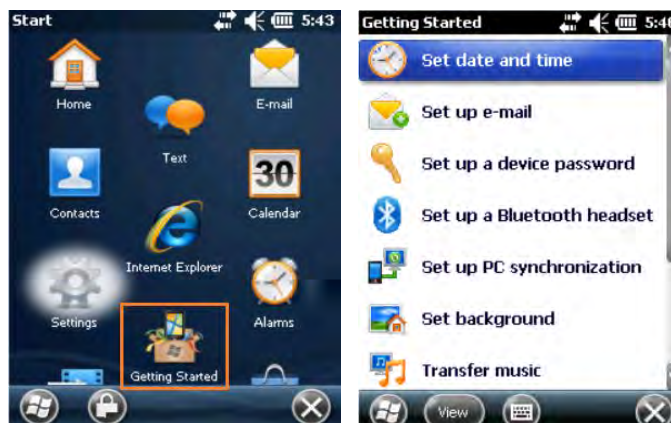 Start 5:43
Home
Text
E-mail
Contacts
Internet Explorer
30
Calendar
Settings
Getting Started
Alarms
Getting Started 5:4
Set date and time
Set up e-mail
Set up a device password
Set up a Bluetooth headset
Set up PC synchronization
Set background
Transfer music
View